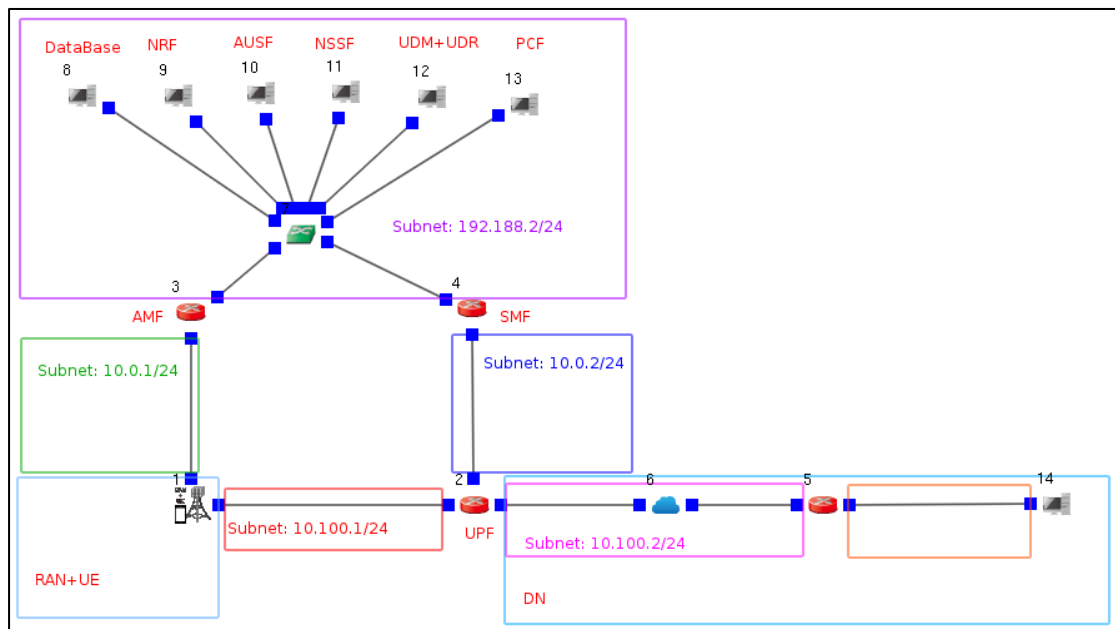 DataBase NRF AUSF NSSF UDM+UDR PCF
8 9 10 11 12 13
7
Subnet: 192.188.2/24
3 4
AMF SMF
Subnet: 10.0.1/24 Subnet: 10.0.2/24
1 2 6 5 14
Subnet: 10.100.1/24 UPF Subnet: 10.100.2/24
RAN+UE DN